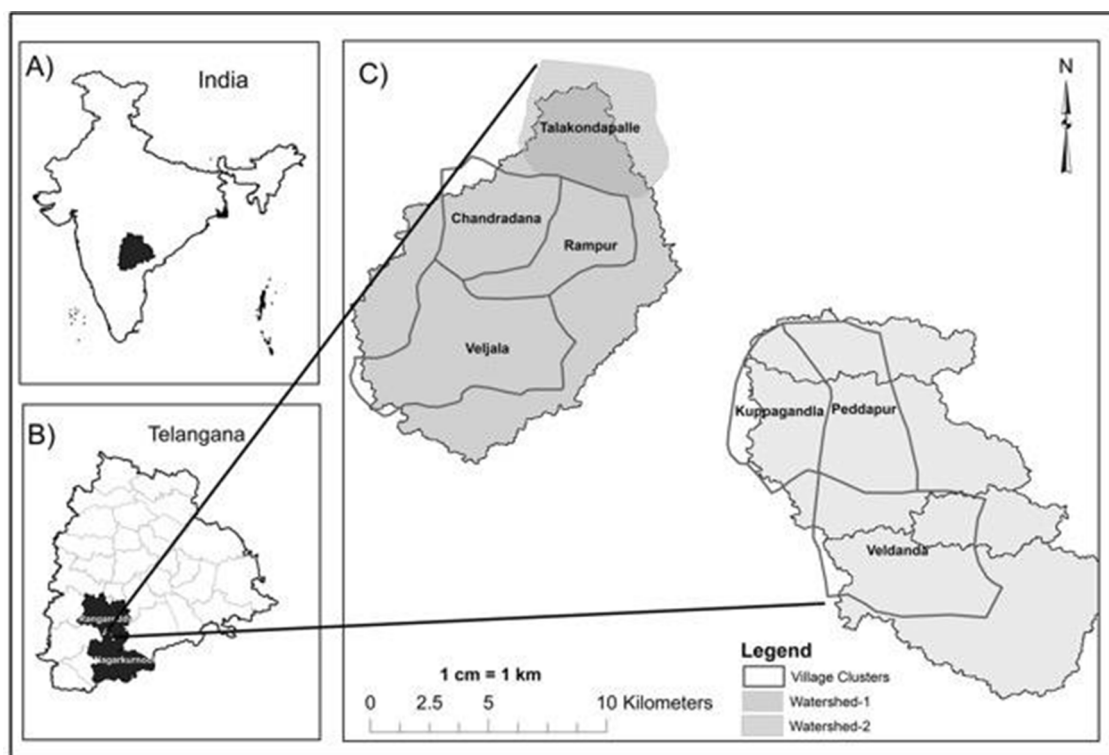 A)
India
B)
Telangana
Nagarkurnool
C)
N
Talakondapalle
Chandradana
Rampur
Veljala
Kuppagandla
Peddapur
Veldanda
1 cm = 1 km
0 2.5 5 10 Kilometers
Legend
Village Clusters
Watershed-1
Watershed-2